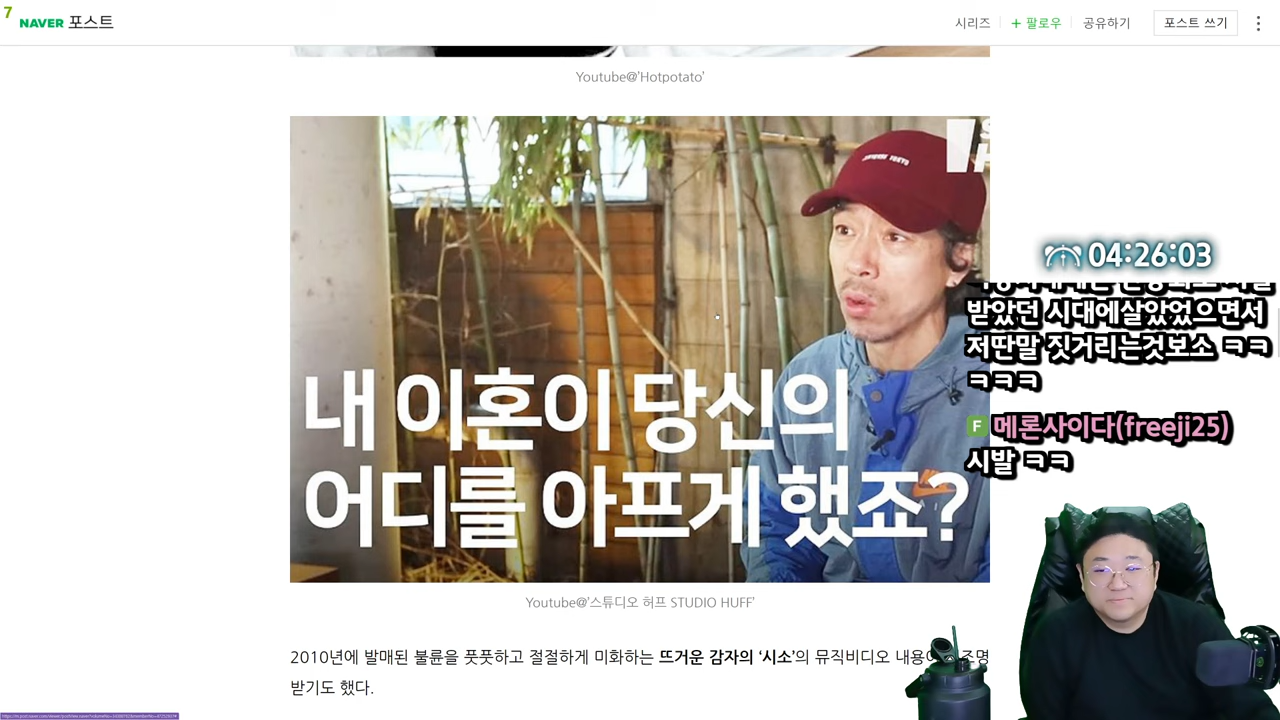 7
NAVER 포스트
시리즈
+ 팔로우
공유하기
포스트 쓰기
Youtube@'Hotpotato'
내 이혼이 당신의
어디를 아프게 했죠?
04:26:03
받았던 시대에살았었으면서
저딴말 짓거리는것보소 ㅋㅋ
ㅋㅋㅋ
F 메론사이다(freeji25)
시발 ㅋㅋ
Youtube@'스튜디오 허프 STUDIO HUFF'
2010년에 발매된 불륜을 풋풋하고 절절하게 미화하는 뜨거운 감자의 '시소'의 뮤직비디오 조명
받기도 했다.